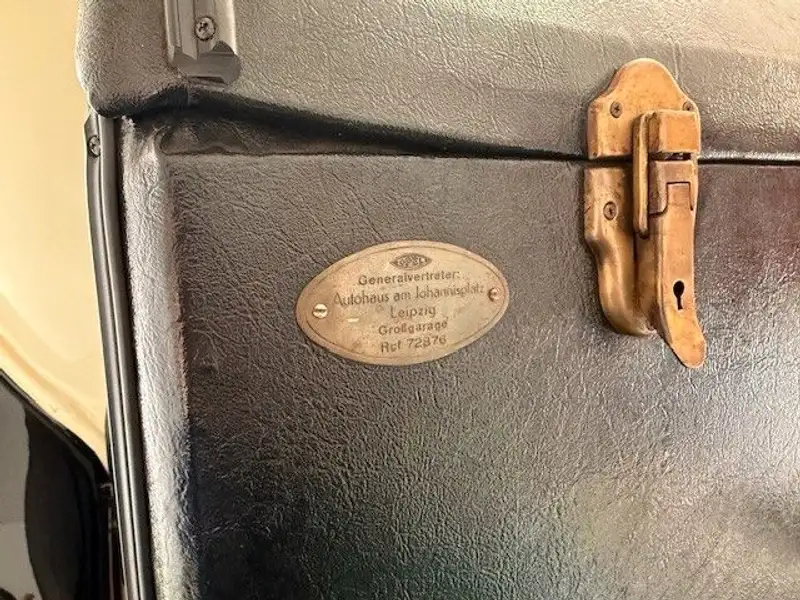 OPEL
Generalvertreter:
Autohaus am Johannisplatz
Leipzig
Großgarage
Ruf 72876